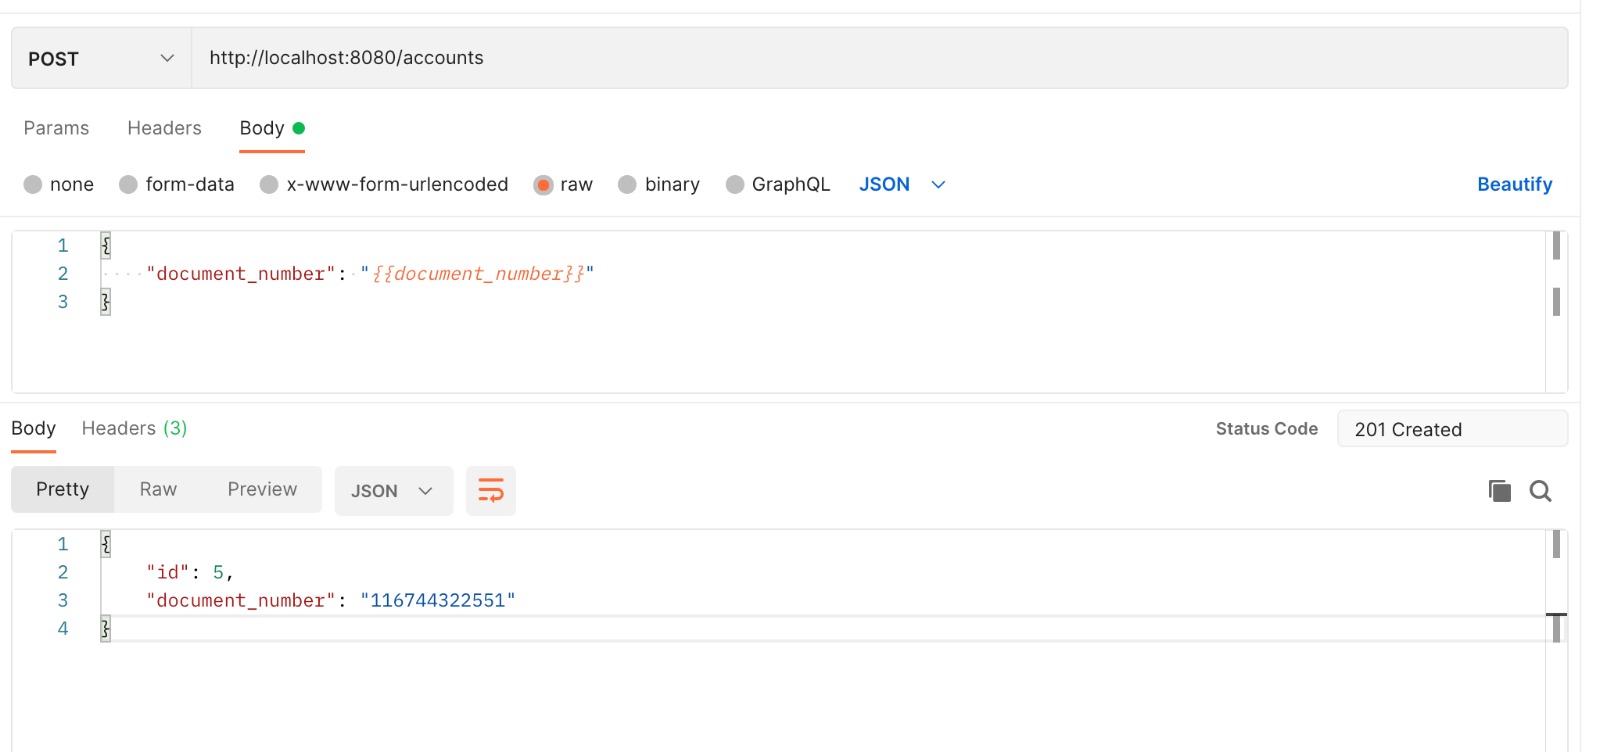 POST http://localhost:8080/accounts
Params Headers Body
none form-data x-www-form-urlencoded raw binary GraphQL JSON Beautify
1 {
2 "document_number": "{{document_number}}"
3 }
Body Headers (3) Status Code 201 Created
Pretty Raw Preview JSON
1 {
2 "id": 5,
3 "document_number": "116744322551"
4 }